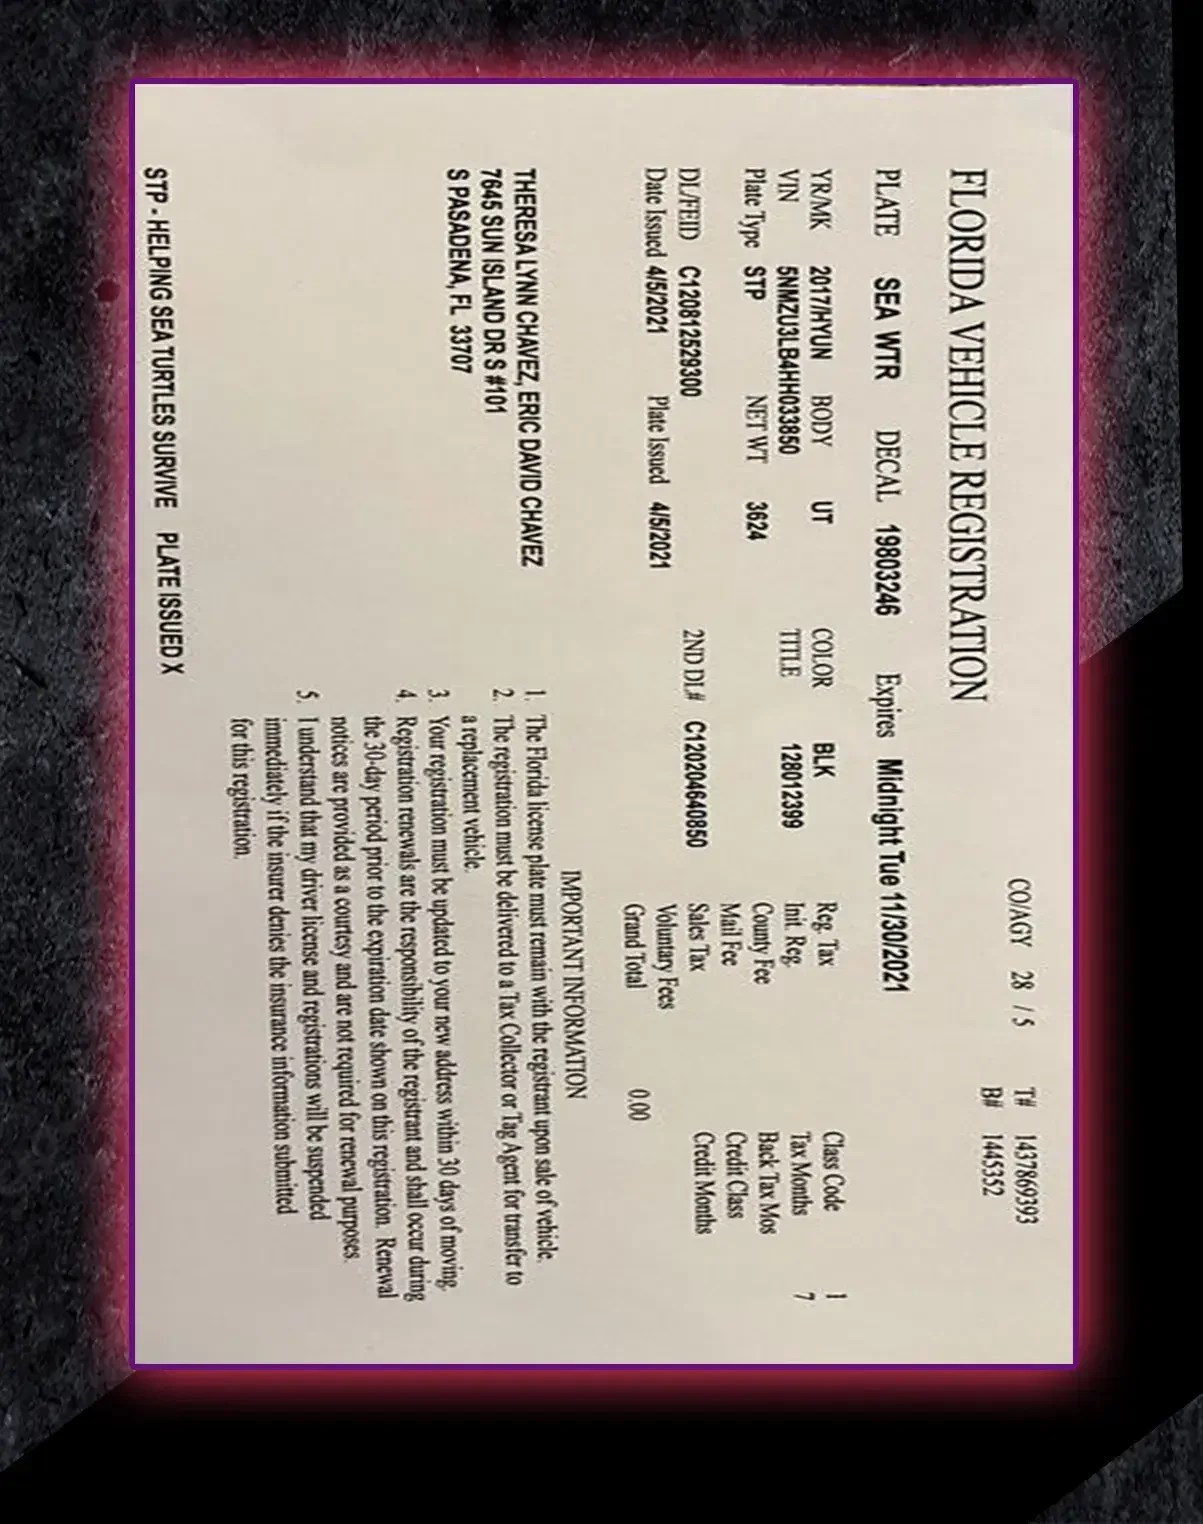 CO/AGY 28 / 5 T# 1437869393
B# 1445352
FLORIDA VEHICLE REGISTRATION
PLATE SEA WTR DECAL 19803246 Expires Midnight Tue 11/30/2021
YR/MK 2017/HYUN BODY UT COLOR BLK Reg. Tax Class Code 1
VIN 5NMZU3LB4HH033850 TITLE 128012399 Init. Reg. Tax Months 7
Plate Type STP NET WT 3624 County Fee Back Tax Mos
Mail Fee Credit Class
DL/FEID C120812529300 2ND DL# C120204640850 Sales Tax Credit Months
Date Issued 4/5/2021 Plate Issued 4/5/2021 Voluntary Fees
Grand Total 0.00
IMPORTANT INFORMATION
THERESA LYNN CHAVEZ, ERIC DAVID CHAVEZ
7645 SUN ISLAND DR S #101
S PASADENA, FL 33707
1. The Florida license plate must remain with the registrant upon sale of vehicle.
2. The registration must be delivered to a Tax Collector or Tag Agent for transfer to
a replacement vehicle.
3. Your registration must be updated to your new address within 30 days of moving.
4. Registration renewals are the responsibility of the registrant and shall occur during
the 30-day period prior to the expiration date shown on this registration. Renewal
notices are provided as a courtesy and are not required for renewal purposes.
5. I understand that my driver license and registrations will be suspended
immediately if the insurer denies the insurance information submitted
for this registration.
STP - HELPING SEA TURTLES SURVIVE PLATE ISSUED X